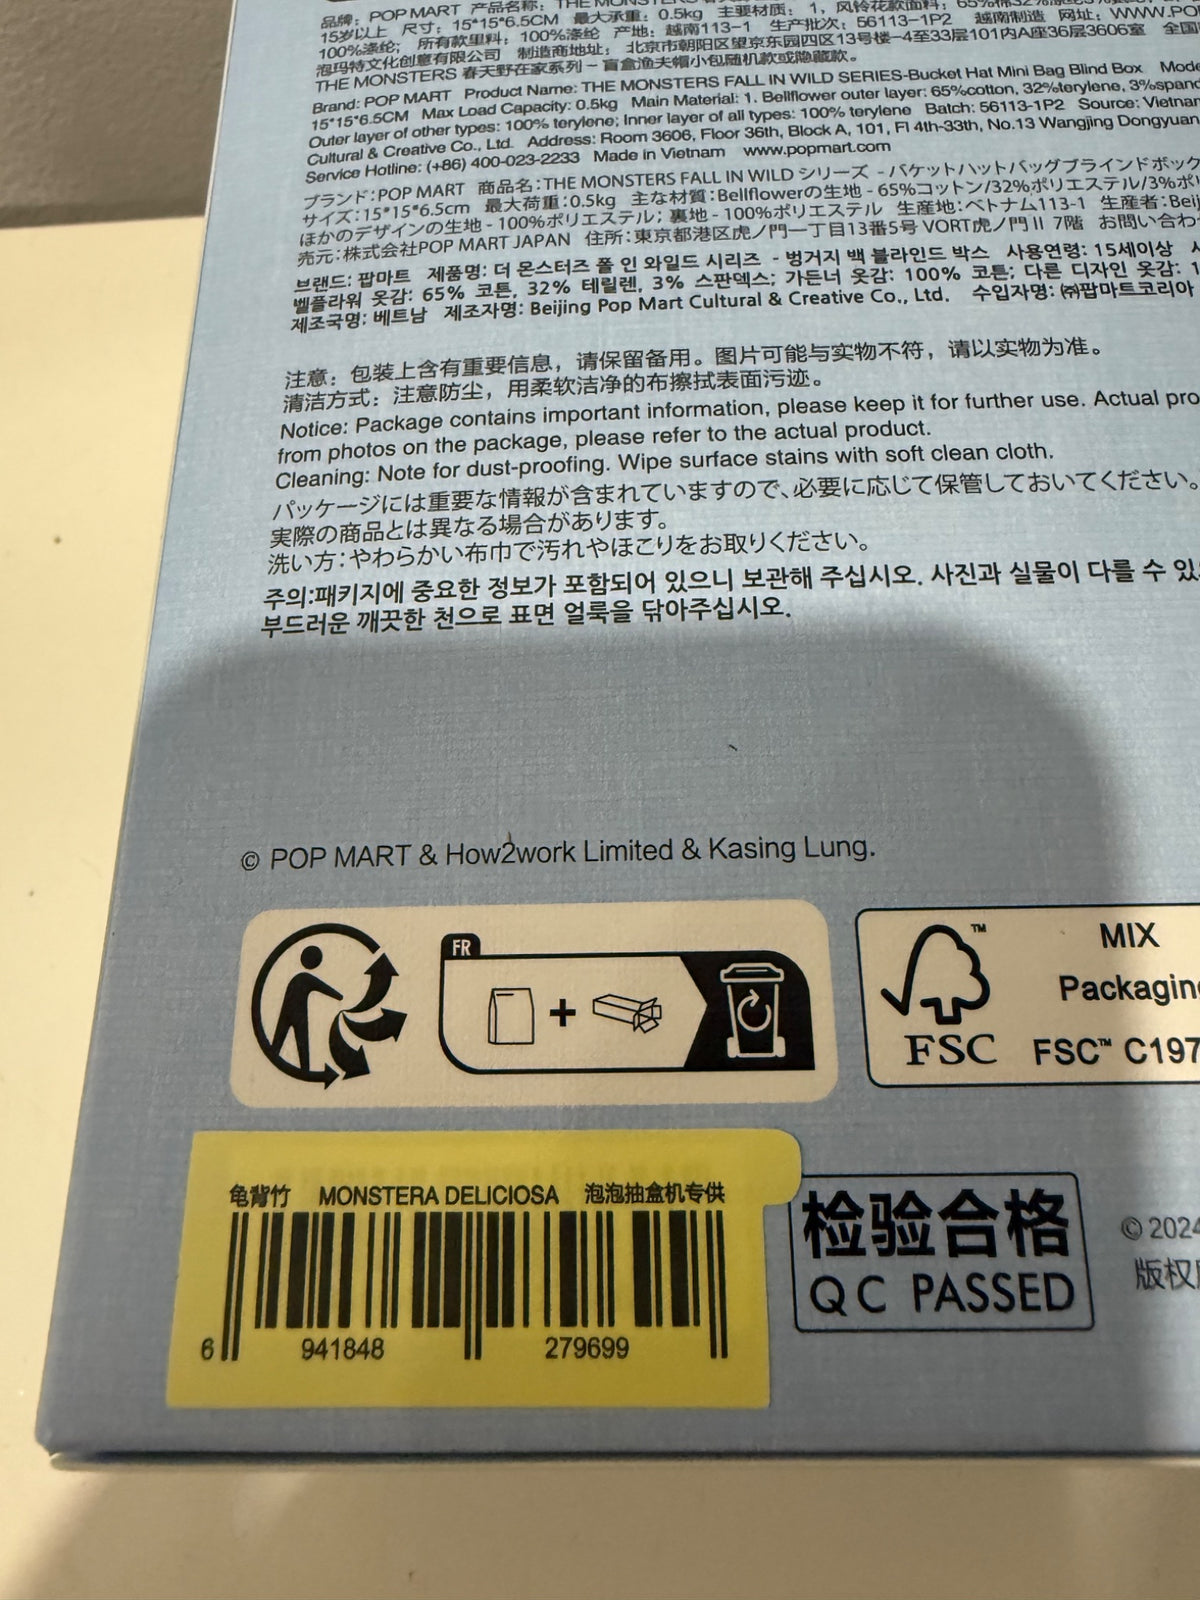 品牌：POP MART 产品名称：THE MONSTERS
15岁以上 尺寸：15*15*6.5CM 最大承重：0.5kg 主要材质：1，风铃花款面料：65%棉32%涤纶3%
100%涤纶；所有款里料：100%涤纶 产地：越南113-1 生产批次：56113-1P2 越南制造 网址：WWW.PO
泡玛特文化创意有限公司 制造商地址：北京市朝阳区望京东园四区13号楼-4至33层101内A座36层3606室 全国
THE MONSTERS 春天野在家系列－盲盒渔夫帽小包随机款或隐藏款。
Brand: POP MART Product Name: THE MONSTERS FALL IN WILD SERIES-Bucket Hat Mini Bag Blind Box Mode
15*15*6.5CM Max Load Capacity: 0.5kg Main Material: 1. Bellflower outer layer: 65%cotton, 32%terylene, 3%spand
Outer layer of other types: 100% terylene; Inner layer of all types: 100% terylene Batch: 56113-1P2 Source: Vietnam
Cultural & Creative Co., Ltd. Address: Room 3606, Floor 36th, Block A, 101, Fl 4th-33th, No.13 Wangjing Dongyuan
Service Hotline: (+86) 400-023-2233 Made in Vietnam www.popmart.com
ブランド：POP MART 商品名：THE MONSTERS FALL IN WILD シリーズ - バケットハットバッグブラインドボック
サイズ：15*15*6.5cm 最大荷重：0.5kg 主な材質：Bellflowerの生地 - 65%コットン/32%ポリエステル/3%ポリ
ほかのデザインの生地 - 100%ポリエステル；裏地 - 100%ポリエステル 生産地：ベトナム113-1 生産者：Beij
売元：株式会社POP MART JAPAN 住所：東京都港区虎ノ門一丁目13番5号 VORT虎ノ門Ⅱ 7階 お問い合わ
브랜드: 팝마트 제품명: 더 몬스터즈 폴 인 와일드 시리즈 - 벙거지 백 블라인드 박스 사용연령: 15세이상
벨플라워 옷감: 65% 코튼, 32% 테릴렌, 3% 스판덱스; 가든너 옷감: 100% 코튼; 다른 디자인 옷감: 1
제조국명: 베트남 제조자명: Beijing Pop Mart Cultural & Creative Co., Ltd. 수입자명: ㈜팝마트코리아
注意：包装上含有重要信息，请保留备用。图片可能与实物不符，请以实物为准。
清洁方式：注意防尘，用柔软洁净的布擦拭表面污迹。
Notice: Package contains important information, please keep it for further use. Actual pro
from photos on the package, please refer to the actual product.
Cleaning: Note for dust-proofing. Wipe surface stains with soft clean cloth.
パッケージには重要な情報が含まれていますので、必要に応じて保管しておいてください。
実際の商品とは異なる場合があります。
洗い方：やわらかい布巾で汚れやほこりをお取りください。
주의:패키지에 중요한 정보가 포함되어 있으니 보관해 주십시오. 사진과 실물이 다를 수 있
부드러운 깨끗한 천으로 표면 얼룩을 닦아주십시오.
© POP MART & How2work Limited & Kasing Lung.
FR
+
FSC
™
MIX
Packaging
FSC™ C197
龟背竹 MONSTERA DELICIOSA 泡泡抽盒机专供
6 941848 279699
检验合格
QC PASSED
© 2024
版权